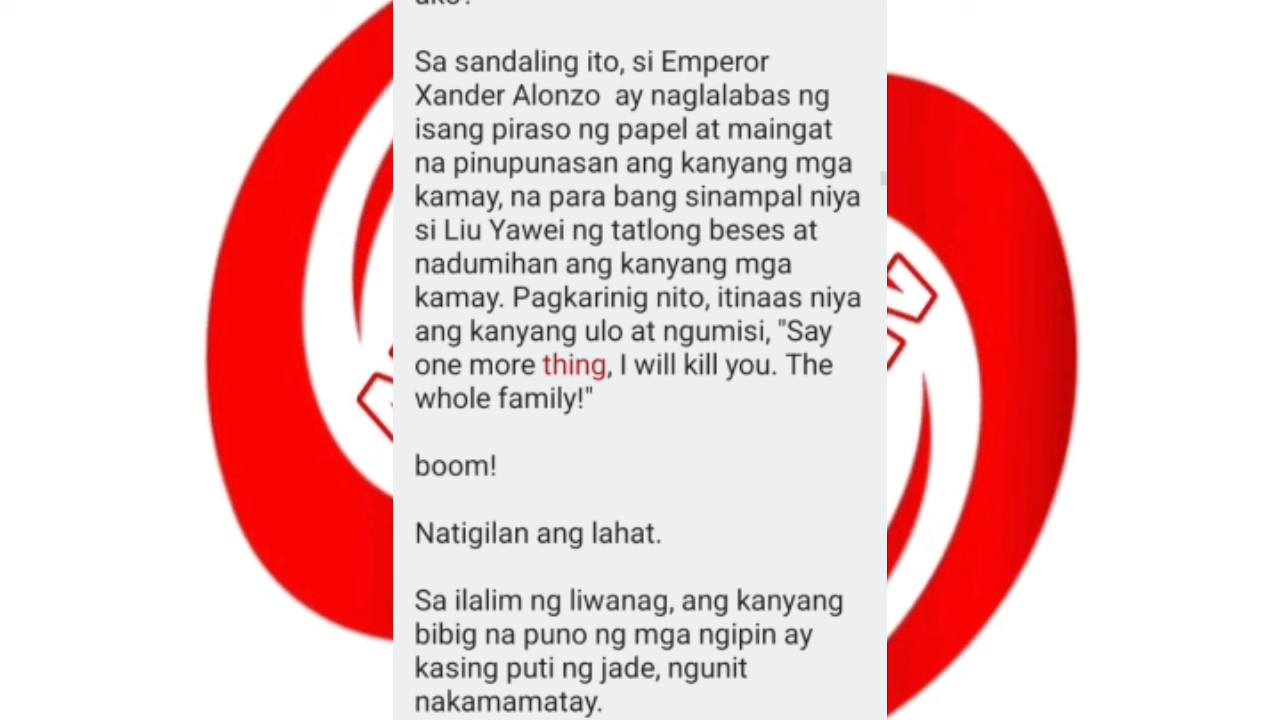 Sa sandaling ito, si Emperor
Xander Alonzo ay naglalabas ng
isang piraso ng papel at maingat
na pinupunasan ang kanyang mga
kamay, na para bang sinampal niya
si Liu Yawei ng tatlong beses at
nadumihan ang kanyang mga
kamay. Pagkarinig nito, itinaas niya
ang kanyang ulo at ngumisi, "Say
one more thing, I will kill you. The
whole family!"
boom!
Natigilan ang lahat.
Sa ilalim ng liwanag, ang kanyang
bibig na puno ng mga ngipin ay
kasing puti ng jade, ngunit
nakamamatay.